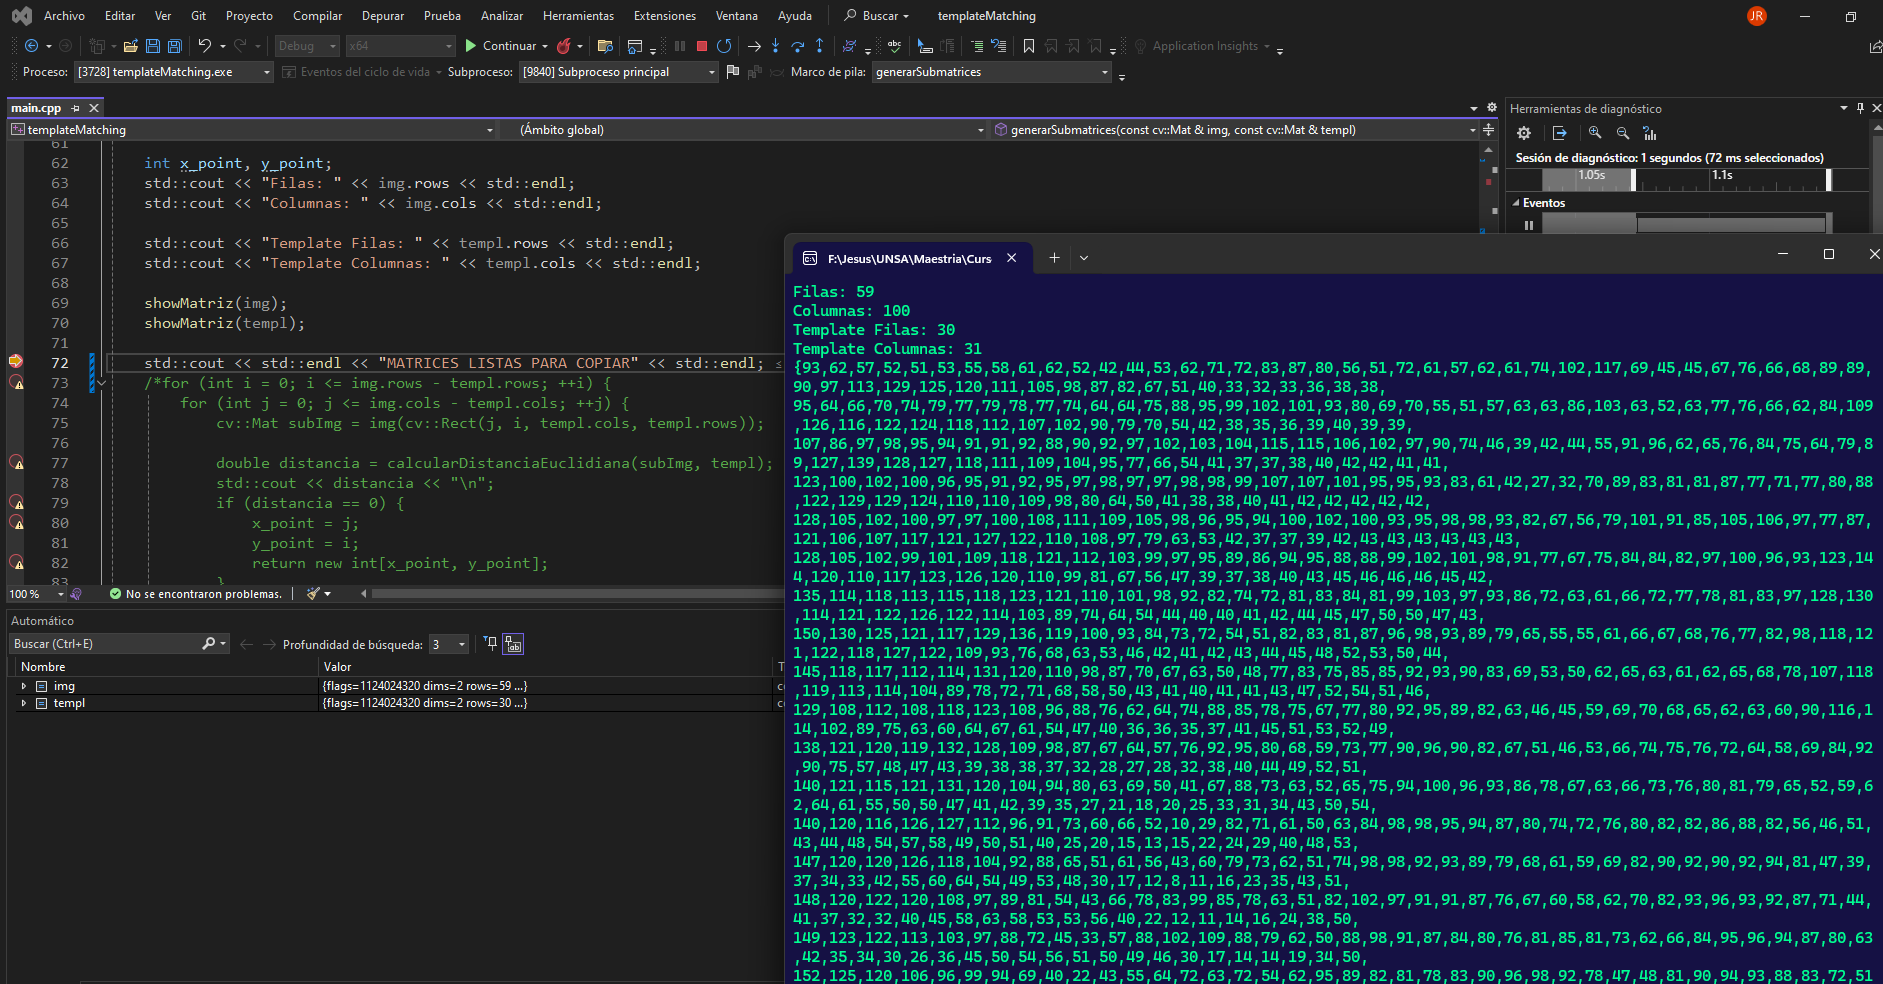 Archivo Editar Ver Git Proyecto Compilar Depurar Prueba Analizar Herramientas Extensiones Ventana Ayuda Buscar templateMatching JR
Debug x64 Continuar Application Insights
Proceso: [3728] templateMatching.exe Eventos del ciclo de vida Subproceso: [9840] Subproceso principal Marco de pila: generarSubmatrices
main.cpp
templateMatching (Ámbito global) generarSubmatrices(const cv::Mat & img, const cv::Mat & templ)
61
62 int x_point, y_point;
63 std::cout << "Filas: " << img.rows << std::endl;
64 std::cout << "Columnas: " << img.cols << std::endl;
65
66 std::cout << "Template Filas: " << templ.rows << std::endl;
67 std::cout << "Template Columnas: " << templ.cols << std::endl;
68
69 showMatriz(img);
70 showMatriz(templ);
71
72 std::cout << std::endl << "MATRICES LISTAS PARA COPIAR" << std::endl;
73 /*for (int i = 0; i <= img.rows - templ.rows; ++i) {
74 for (int j = 0; j <= img.cols - templ.cols; ++j) {
75 cv::Mat subImg = img(cv::Rect(j, i, templ.cols, templ.rows));
76
77 double distancia = calcularDistanciaEuclidiana(subImg, templ);
78 std::cout << distancia << "\n";
79 if (distancia == 0) {
80 x_point = j;
81 y_point = i;
82 return new int[x_point, y_point];
83 }
100 % No se encontraron problemas.
Automático
Buscar (Ctrl+E) Profundidad de búsqueda: 3
Nombre Valor T
img {flags=1124024320 dims=2 rows=59 ...}
templ {flags=1124024320 dims=2 rows=30 ...}
Herramientas de diagnóstico
Sesión de diagnóstico: 1 segundos (72 ms seleccionados)
1.05s 1.1s
Eventos
F:\Jesus\UNSA\Maestria\Curs
Filas: 59
Columnas: 100
Template Filas: 30
Template Columnas: 31
{93,62,57,52,51,53,55,58,61,62,52,42,44,53,62,71,72,83,87,80,56,51,72,61,57,62,61,74,102,117,69,45,45,67,76,66,68,89,89,
90,97,113,129,125,120,111,105,98,87,82,67,51,40,33,32,33,36,38,38,
95,64,66,70,74,79,77,79,78,77,74,64,64,75,88,95,99,102,101,93,80,69,70,55,51,57,63,63,86,103,63,52,63,77,76,66,62,84,109
,126,116,122,124,118,112,107,102,90,79,70,54,42,38,35,36,39,40,39,39,
107,86,97,98,95,94,91,91,92,88,90,92,97,102,103,104,115,115,106,102,97,90,74,46,39,42,44,55,91,96,62,65,76,84,75,64,79,8
9,127,139,128,127,118,111,109,104,95,77,66,54,41,37,37,38,40,42,42,41,41,
123,100,102,100,96,95,91,92,95,97,98,97,97,98,98,99,107,107,101,95,95,93,83,61,42,27,32,70,89,83,81,81,87,77,71,77,80,88
,122,129,129,124,110,110,109,98,80,64,50,41,38,38,40,41,42,42,42,42,42,
128,105,102,100,97,97,100,108,111,109,105,98,96,95,94,100,102,100,93,95,98,98,93,82,67,56,79,101,91,85,105,106,97,77,87,
121,106,107,117,121,127,122,110,108,97,79,63,53,42,37,37,39,42,43,43,43,43,43,43,
128,105,102,99,101,109,118,121,112,103,99,97,95,89,86,94,95,88,88,99,102,101,98,91,77,67,75,84,84,82,97,100,96,93,123,14
4,120,110,117,123,126,120,110,99,81,67,56,47,39,37,38,40,43,45,46,46,46,45,42,
135,114,118,113,115,118,123,121,110,101,98,92,82,74,72,81,83,84,81,99,103,97,93,86,72,63,61,66,72,77,78,81,83,97,128,130
,114,121,122,126,122,114,103,89,74,64,54,44,40,40,41,42,44,45,47,50,50,47,43,
150,130,125,121,117,129,136,119,100,93,84,73,72,54,51,82,83,81,87,96,98,93,89,79,65,55,55,61,66,67,68,76,77,82,98,118,12
1,122,118,127,122,109,93,76,68,63,53,46,42,41,42,43,44,45,48,52,53,50,44,
145,118,117,112,114,131,120,110,98,87,70,67,63,50,48,77,83,75,85,85,92,93,90,83,69,53,50,62,65,63,61,62,65,68,78,107,118
,119,113,114,104,89,78,72,71,68,58,50,43,41,40,41,41,43,47,52,54,51,46,
129,108,112,108,118,123,108,96,88,76,62,64,74,88,85,78,75,67,77,80,92,95,89,82,63,46,45,59,69,70,68,65,62,63,60,90,116,1
14,102,89,75,63,60,64,67,61,54,47,40,36,36,35,37,41,45,51,53,52,49,
138,121,120,119,132,128,109,98,87,67,64,57,76,92,95,80,68,59,73,77,90,96,90,82,67,51,46,53,66,74,75,76,72,64,58,69,84,92
,90,75,57,48,47,43,39,38,38,37,32,28,27,28,32,38,40,44,49,52,51,
140,121,115,121,131,120,104,94,80,63,69,50,41,67,88,73,63,52,65,75,94,100,96,93,86,78,67,63,66,73,76,80,81,79,65,52,59,6
2,64,61,55,50,50,47,41,42,39,35,27,21,18,20,25,33,31,34,43,50,54,
140,120,116,126,127,112,96,91,73,60,66,52,10,29,82,71,61,50,63,84,98,98,95,94,87,80,74,72,76,80,82,82,86,88,82,56,46,51,
43,44,48,54,57,58,49,50,51,40,25,20,15,13,15,22,24,29,40,48,53,
147,120,120,126,118,104,92,88,65,51,61,56,43,60,79,73,62,51,74,98,98,92,93,89,79,68,61,59,69,82,90,92,90,92,94,81,47,39,
37,34,33,42,55,60,64,54,49,53,48,30,17,12,8,11,16,23,35,43,51,
148,120,122,120,108,97,89,81,54,43,66,78,83,99,85,78,63,51,82,102,97,91,91,87,76,67,60,58,62,70,82,93,96,93,92,87,71,44,
41,37,32,32,40,45,58,63,58,53,53,56,40,22,12,11,14,16,24,38,50,
149,123,122,113,103,97,88,72,45,33,57,88,102,109,88,79,62,50,88,98,91,87,84,80,76,81,85,81,73,62,66,84,95,96,94,87,80,63
,42,35,34,30,26,36,45,50,54,56,51,50,49,46,30,17,14,14,19,34,50,
152,125,120,106,96,99,94,69,40,22,43,55,64,72,63,72,54,62,95,89,82,81,78,83,90,96,98,92,78,47,48,81,90,94,93,88,83,72,51